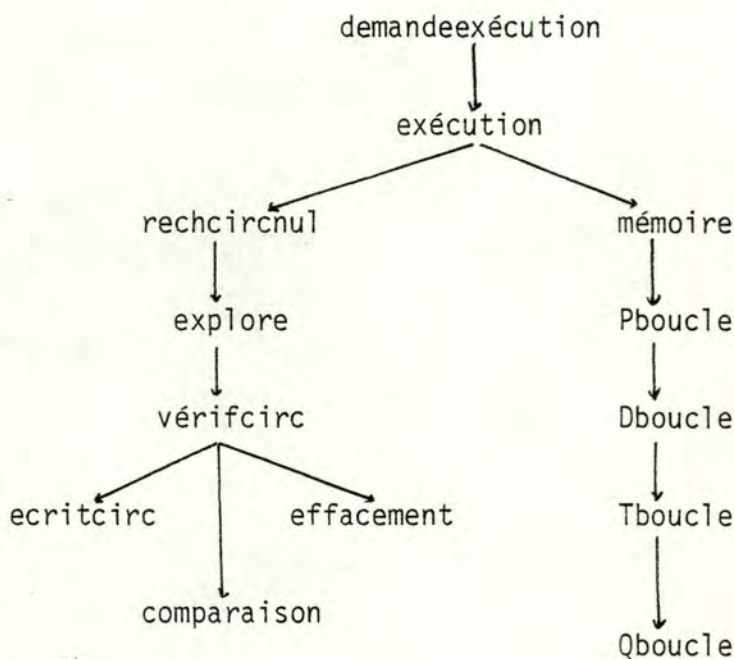 demandeexécution
exécution
rechcircnul mémoire
explore Pboucle
vérifcirc Dboucle
ecritcirc effacement Tboucle
comparaison
Qboucle